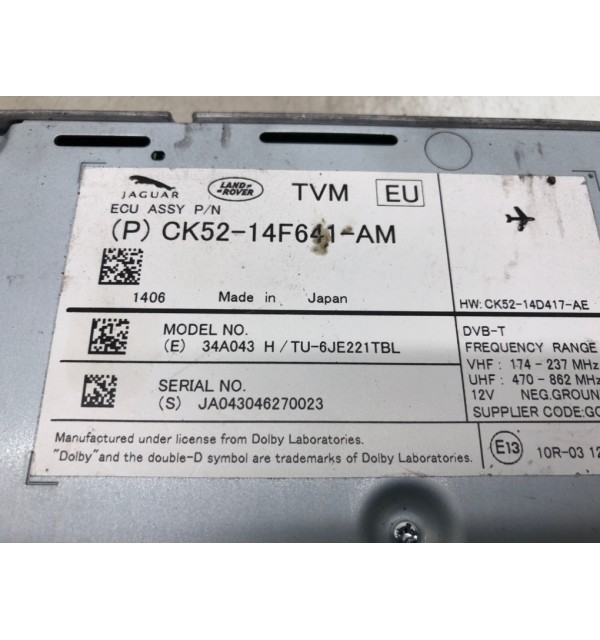 JAGUAR
LAND ROVER
TVM EU
ECU ASSY P/N
(P) CK52-14F641-AM
1406 Made in Japan
HW: CK52-14D417-AE
MODEL NO.
(E) 34A043 H/TU-6JE221TBL
SERIAL NO.
(S) JA043046270023
DVB-T
FREQUENCY RANGE
VHF: 174 - 237 MHz
UHF: 470 - 862 MHz
12V NEG.GROUN
SUPPLIER CODE:GC
Manufactured under license from Dolby Laboratories.
"Dolby" and the double-D symbol are trademarks of Dolby Laboratories.
E13 10R-03 12